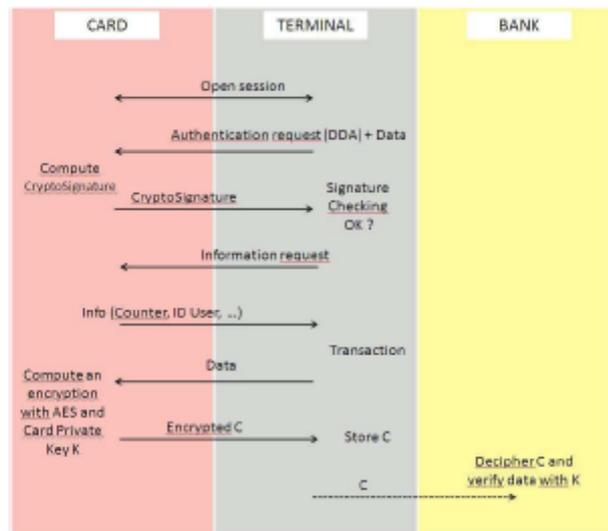 CARD
TERMINAL
BANK
Open session
Authentication request (DDA) + Data
Compute
CryptoSignature
CryptoSignature
Signature
Checking
OK ?
Information request
Info (Counter, ID User, ...)
Transaction
Data
Compute an
encryption
with AES and
Card Private
Key K
Encrypted C
Store C
Decipher C and
verify data with K
C